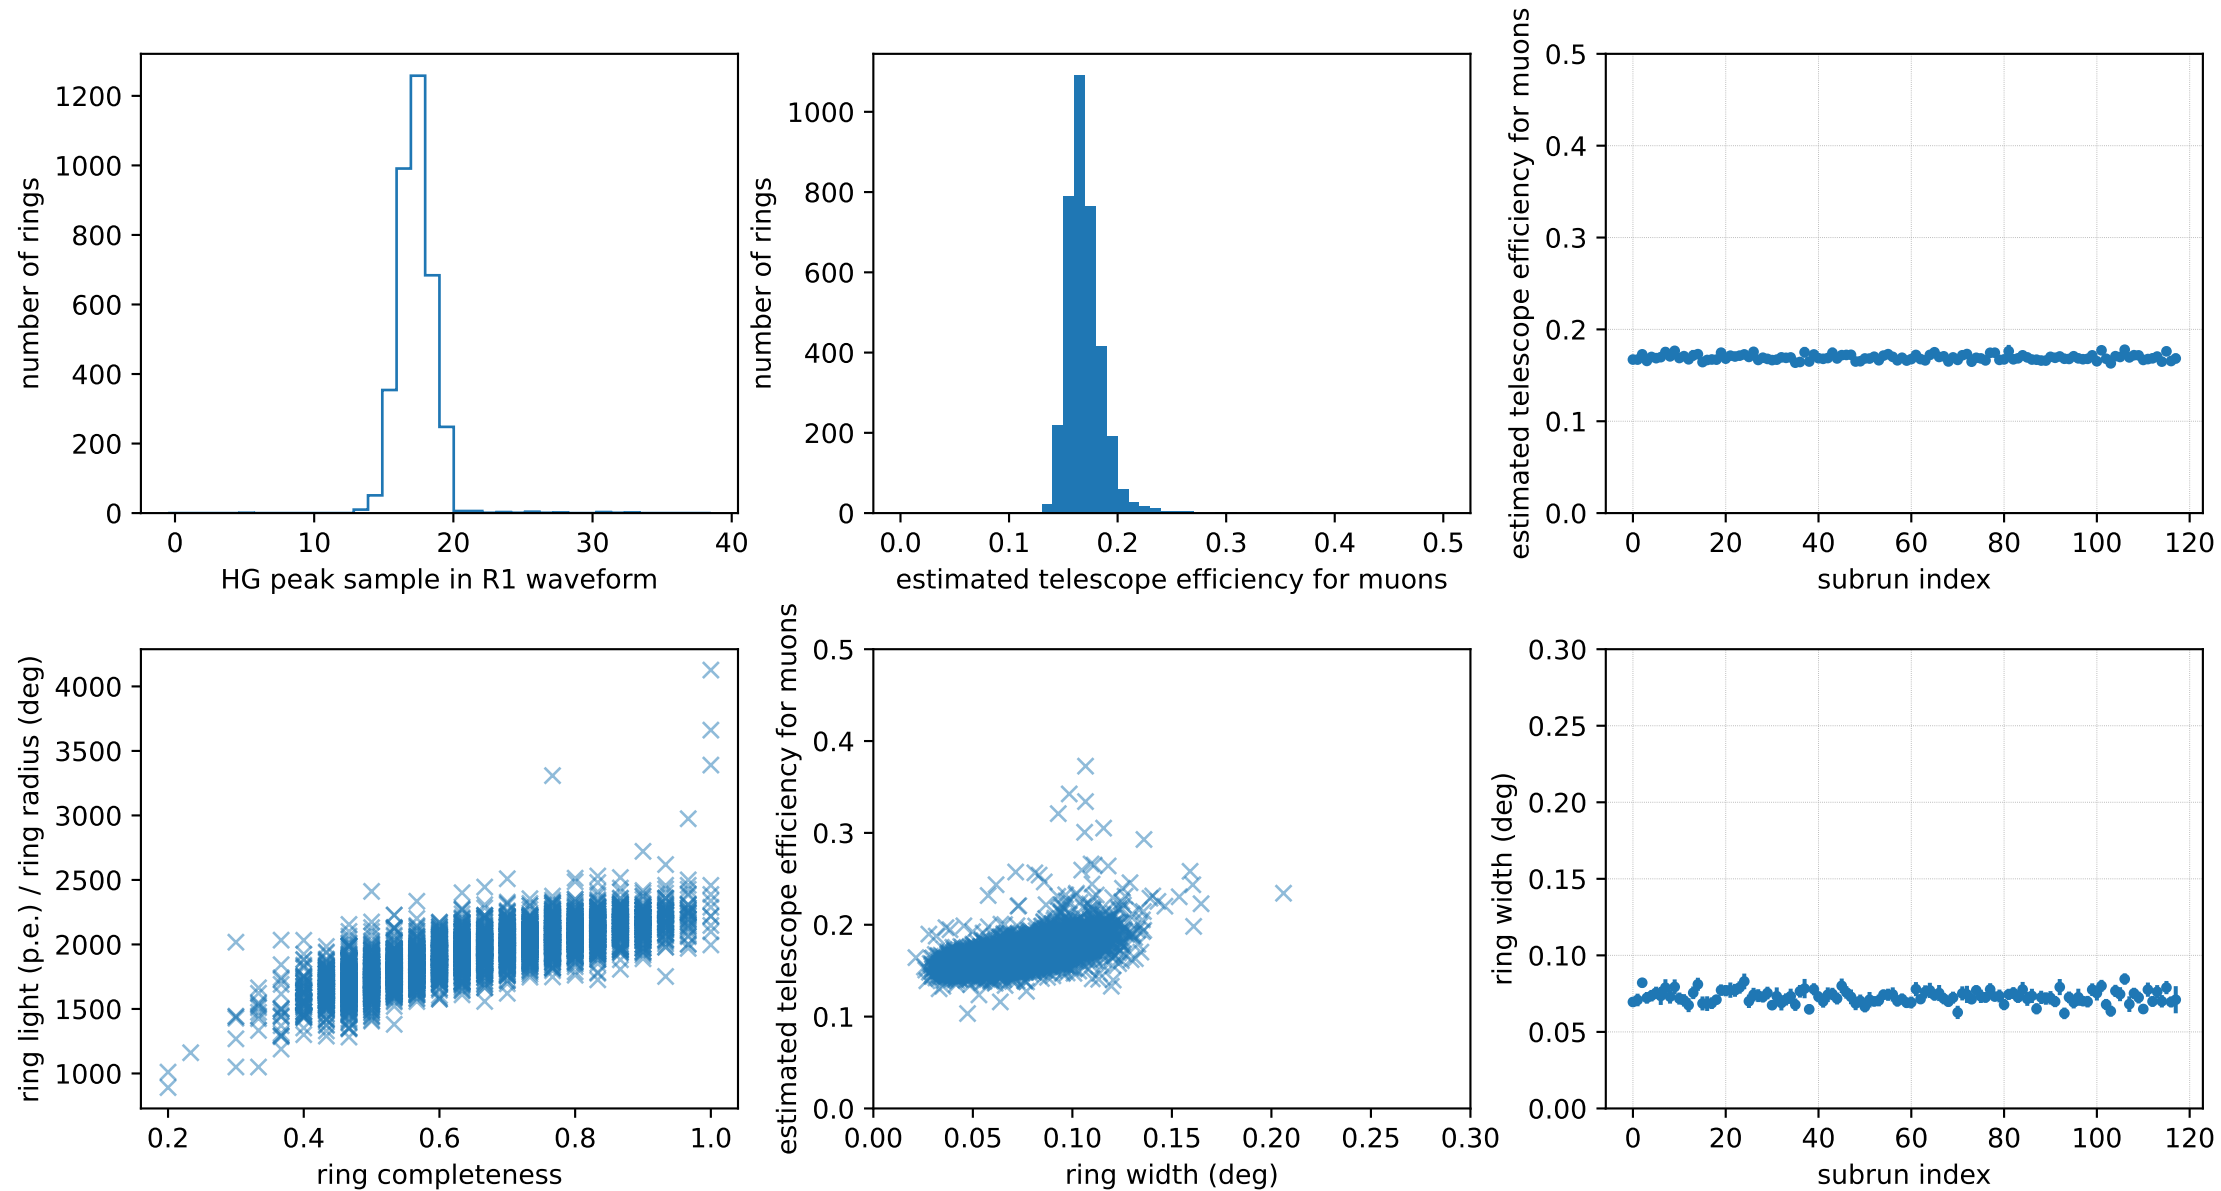 number of rings
1200
1000
800
600
400
200
0
0 10 20 30 40
HG peak sample in R1 waveform
number of rings
1000
800
600
400
200
0
0.0 0.1 0.2 0.3 0.4 0.5
estimated telescope efficiency for muons
estimated telescope efficiency for muons
0.5
0.4
0.3
0.2
0.1
0.0
0 20 40 60 80 100 120
subrun index
ring light (p.e.) / ring radius (deg)
4000
3500
3000
2500
2000
1500
1000
0.2 0.4 0.6 0.8 1.0
ring completeness
estimated telescope efficiency for muons
0.5
0.4
0.3
0.2
0.1
0.0
0.00 0.05 0.10 0.15 0.20 0.25 0.30
ring width (deg)
ring width (deg)
0.30
0.25
0.20
0.15
0.10
0.05
0.00
0 20 40 60 80 100 120
subrun index